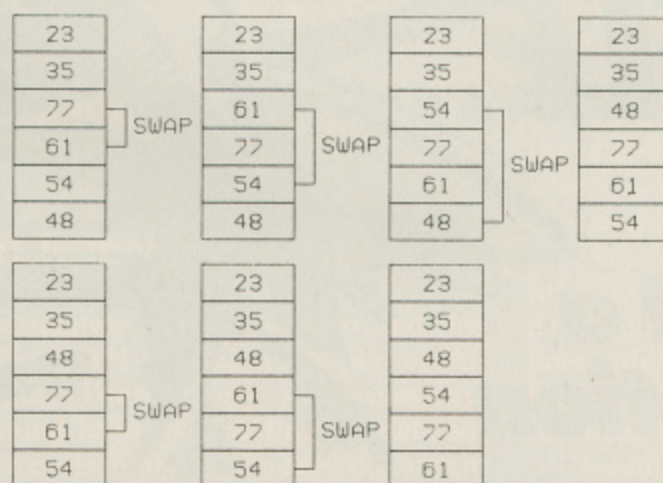 23 23 23 23
35 35 35 35
77 61 54 48
61 SWAP 77 77 77
54 54 SWAP 61 SWAP 61
48 48 48 54
23 23 23
35 35 35
48 48 48
77 61 54
61 SWAP 77 SWAP 77
54 54 61